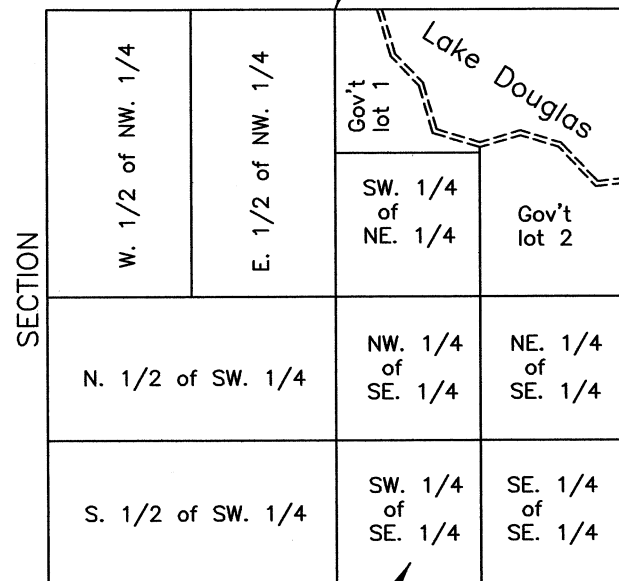 SECTION
W. 1/2 of NW. 1/4
E. 1/2 of NW. 1/4
Gov't
lot 1
Lake Douglas
SW. 1/4
of
NE. 1/4
Gov't
lot 2
N. 1/2 of SW. 1/4
NW. 1/4
of
SE. 1/4
NE. 1/4
of
SE. 1/4
S. 1/2 of SW. 1/4
SW. 1/4
of
SE. 1/4
SE. 1/4
of
SE. 1/4